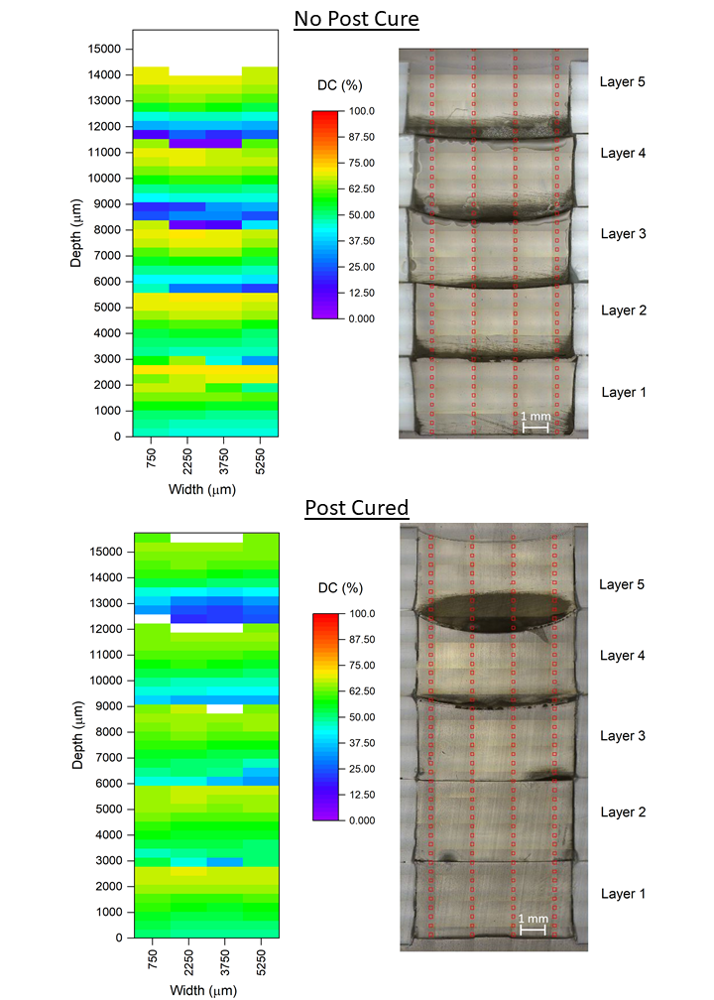 No Post Cure
15000
14000
13000
12000
11000
10000
9000
8000
7000
6000
5000
4000
3000
2000
1000
0
Depth (μm)
750
2250
3750
5250
Width (μm)
DC (%)
100.0
87.50
75.00
62.50
50.00
37.50
25.00
12.50
0.000
Layer 5
Layer 4
Layer 3
Layer 2
Layer 1
1 mm
Post Cured
15000
14000
13000
12000
11000
10000
9000
8000
7000
6000
5000
4000
3000
2000
1000
0
Depth (μm)
750
2250
3750
5250
Width (μm)
DC (%)
100.0
87.50
75.00
62.50
50.00
37.50
25.00
12.50
0.000
Layer 5
Layer 4
Layer 3
Layer 2
Layer 1
1 mm